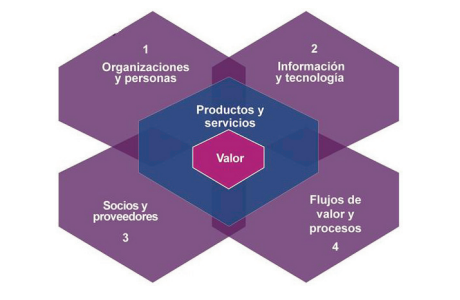 1
Organizaciones
y personas
2
Información
y tecnología
Productos y
servicios
Valor
Socios y
proveedores
3
Flujos de
valor y
procesos
4